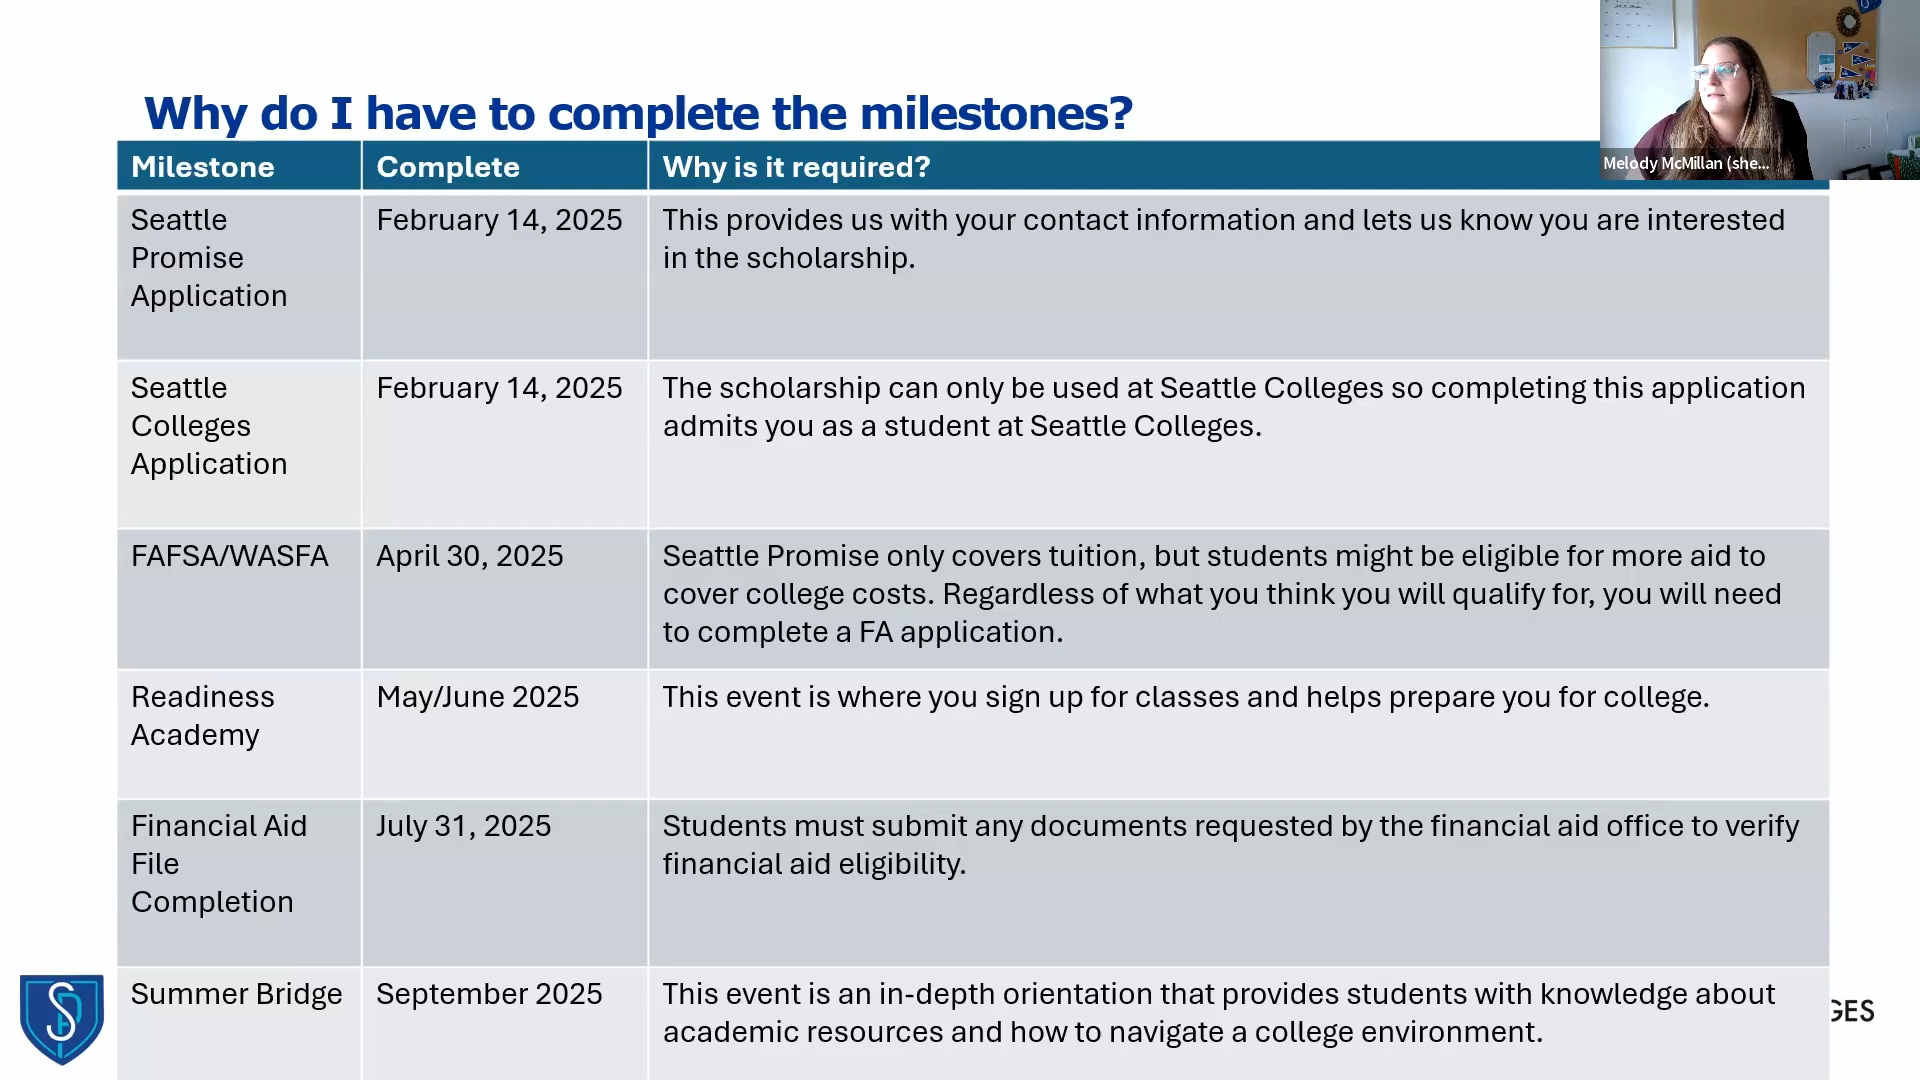 Why do I have to complete the milestones?
Milestone Complete Why is it required?
Melody McMillan (she...
Seattle Promise Application
February 14, 2025
This provides us with your contact information and lets us know you are interested
in the scholarship.
Seattle Colleges Application
February 14, 2025
The scholarship can only be used at Seattle Colleges so completing this application
admits you as a student at Seattle Colleges.
FAFSA/WASFA
April 30, 2025
Seattle Promise only covers tuition, but students might be eligible for more aid to
cover college costs. Regardless of what you think you will qualify for, you will need
to complete a FA application.
Readiness
Academy
May/June 2025
This event is where you sign up for classes and helps prepare you for college.
Financial Aid
File
Completion
July 31, 2025
Students must submit any documents requested by the financial aid office to verify
financial aid eligibility.
Summer Bridge
September 2025
This event is an in-depth orientation that provides students with knowledge about
academic resources and how to navigate a college environment.
GES